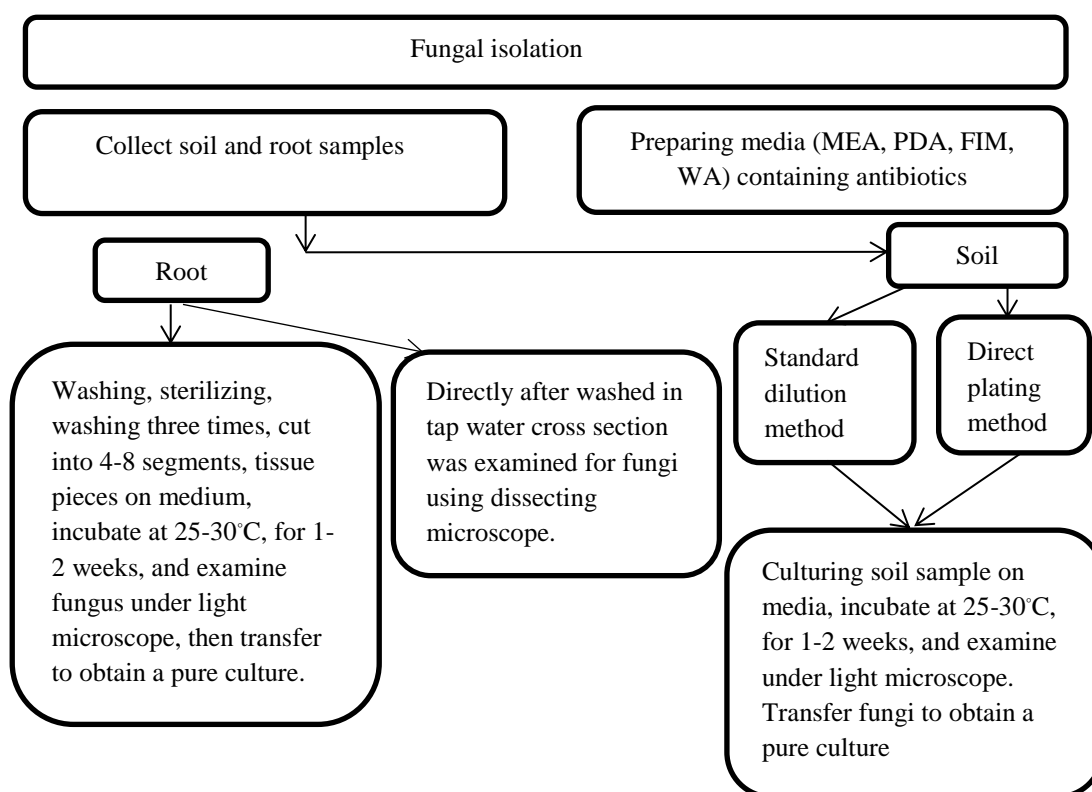 Fungal isolation
Collect soil and root samples
Preparing media (MEA, PDA, FIM,
WA) containing antibiotics
Root
Soil
Washing, sterilizing,
washing three times, cut
into 4-8 segments, tissue
pieces on medium,
incubate at 25-30°C, for 1-
2 weeks, and examine
fungus under light
microscope, then transfer
to obtain a pure culture.
Directly after washed in
tap water cross section
was examined for fungi
using dissecting
microscope.
Standard
dilution
method
Direct
plating
method
Culturing soil sample on
media, incubate at 25-30°C,
for 1-2 weeks, and examine
under light microscope.
Transfer fungi to obtain a
pure culture